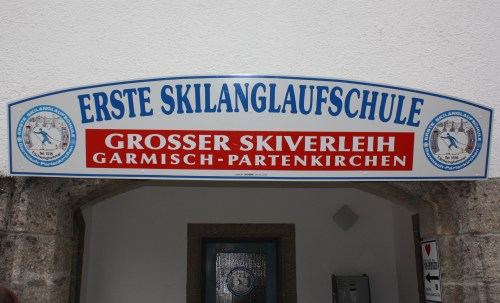 ERSTE SKILANGLAUFSCHULE
GROSSER SKIVERLEIH
GARMISCH-PARTENKIRCHEN